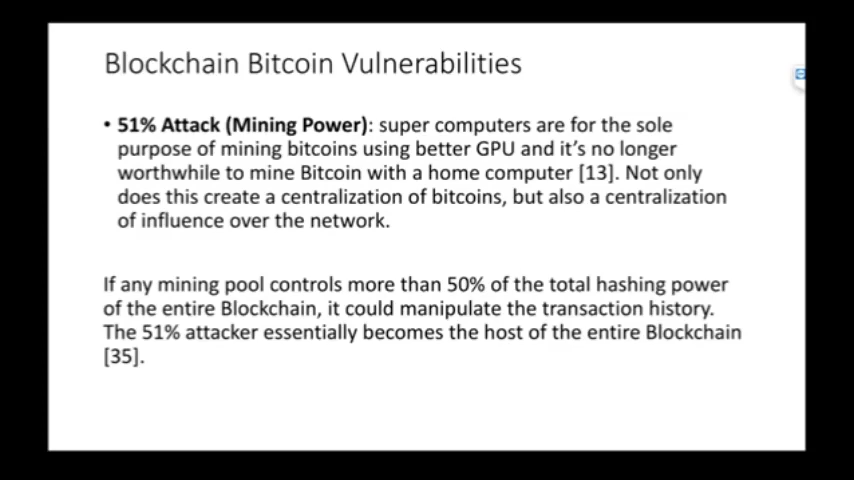 Blockchain Bitcoin Vulnerabilities
• 51% Attack (Mining Power): super computers are for the sole
purpose of mining bitcoins using better GPU and it's no longer
worthwhile to mine Bitcoin with a home computer [13]. Not only
does this create a centralization of bitcoins, but also a centralization
of influence over the network.
If any mining pool controls more than 50% of the total hashing power
of the entire Blockchain, it could manipulate the transaction history.
The 51% attacker essentially becomes the host of the entire Blockchain
[35].